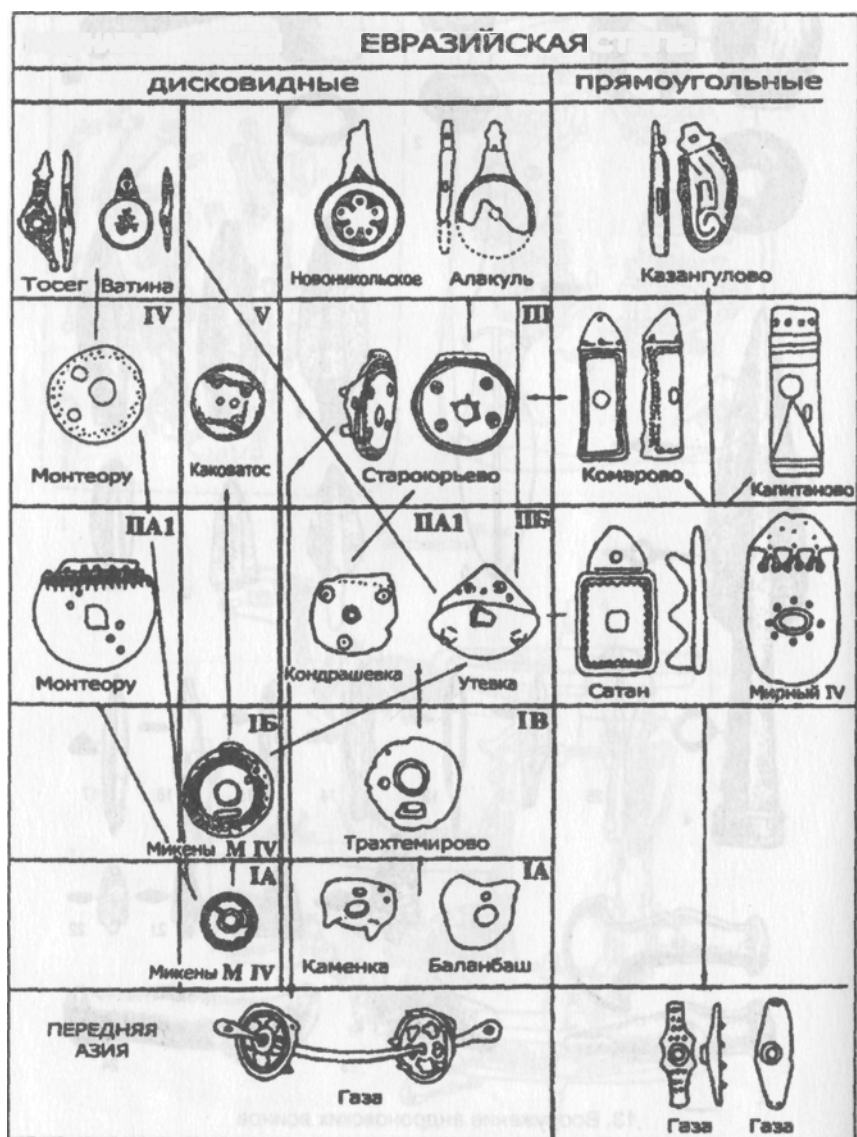 ЕВРАЗИЙСКАЯ
ДИСКОВИДНЫЕ ПРЯМОУГОЛЬНЫЕ
Тосег Ватина Новоникольское Алакуль Казангулово
IV V III
Монтеору Каковатос Староюрьево Комарово Капитаново
IIA1 IIA1 IIБ
Монтеору Кондрашевка Утевка Сатан Мирный IV
IБ IВ
Микены М IV Трахтемирово
IA IA
Микены М IV Каменка Баланбаш
ПЕРЕДНЯЯ
АЗИЯ
Газа Газа Газа